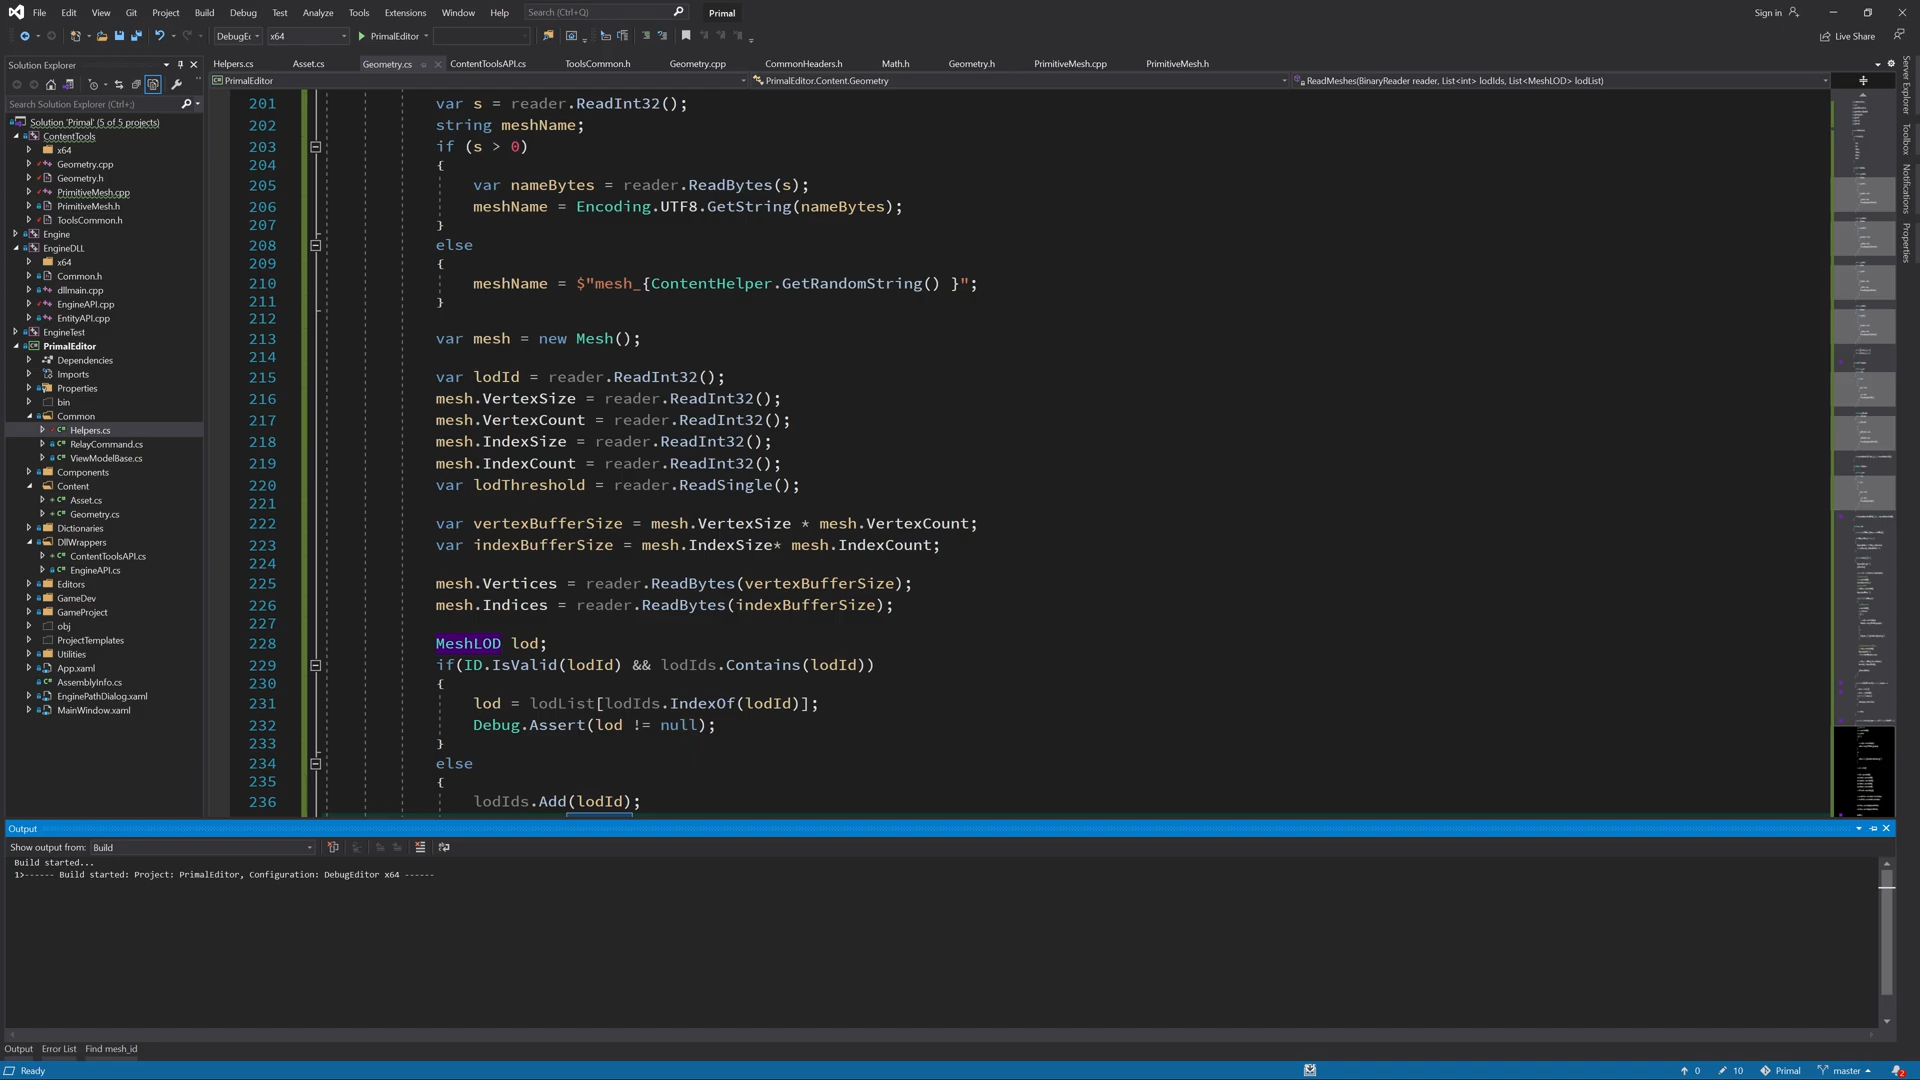 File Edit View Git Project Build Debug Test Analyze Tools Extensions Window Help Search (Ctrl+Q) Primal Sign in
DebugE x64 PrimalEditor Live Share
Solution Explorer
Search Solution Explorer (Ctrl+;)
Solution 'Primal' (5 of 5 projects)
ContentTools
x64
Geometry.cpp
Geometry.h
PrimitiveMesh.cpp
PrimitiveMesh.h
ToolsCommon.h
Engine
EngineDLL
x64
Common.h
dllmain.cpp
EngineAPI.cpp
EntityAPI.cpp
EngineTest
PrimalEditor
Dependencies
Imports
Properties
bin
Common
Helpers.cs
RelayCommand.cs
ViewModelBase.cs
Components
Content
Asset.cs
Geometry.cs
Dictionaries
DllWrappers
ContentToolsAPI.cs
EngineAPI.cs
Editors
GameDev
GameProject
obj
ProjectTemplates
Utilities
App.xaml
AssemblyInfo.cs
EnginePathDialog.xaml
MainWindow.xaml
Helpers.cs Asset.cs Geometry.cs ContentToolsAPI.cs ToolsCommon.h Geometry.cpp CommonHeaders.h Math.h Geometry.h PrimitiveMesh.cpp PrimitiveMesh.h
PrimalEditor PrimalEditor.Content.Geometry ReadMeshes(BinaryReader reader, List<int> lodIds, List<MeshLOD> lodList)
201 var s = reader.ReadInt32();
202 string meshName;
203 if (s > 0)
204 {
205 var nameBytes = reader.ReadBytes(s);
206 meshName = Encoding.UTF8.GetString(nameBytes);
207 }
208 else
209 {
210 meshName = $"mesh_{ContentHelper.GetRandomString() }";
211 }
212
213 var mesh = new Mesh();
214
215 var lodId = reader.ReadInt32();
216 mesh.VertexSize = reader.ReadInt32();
217 mesh.VertexCount = reader.ReadInt32();
218 mesh.IndexSize = reader.ReadInt32();
219 mesh.IndexCount = reader.ReadInt32();
220 var lodThreshold = reader.ReadSingle();
221
222 var vertexBufferSize = mesh.VertexSize * mesh.VertexCount;
223 var indexBufferSize = mesh.IndexSize* mesh.IndexCount;
224
225 mesh.Vertices = reader.ReadBytes(vertexBufferSize);
226 mesh.Indices = reader.ReadBytes(indexBufferSize);
227
228 MeshLOD lod;
229 if(ID.IsValid(lodId) && lodIds.Contains(lodId))
230 {
231 lod = lodList[lodIds.IndexOf(lodId)];
232 Debug.Assert(lod != null);
233 }
234 else
235 {
236 lodIds.Add(lodId);
Server Explorer
Toolbox
Notifications
Properties
Output
Show output from: Build
Build started...
1>------ Build started: Project: PrimalEditor, Configuration: DebugEditor x64 ------
Output Error List Find mesh_id
Ready 0 10 Primal master 2